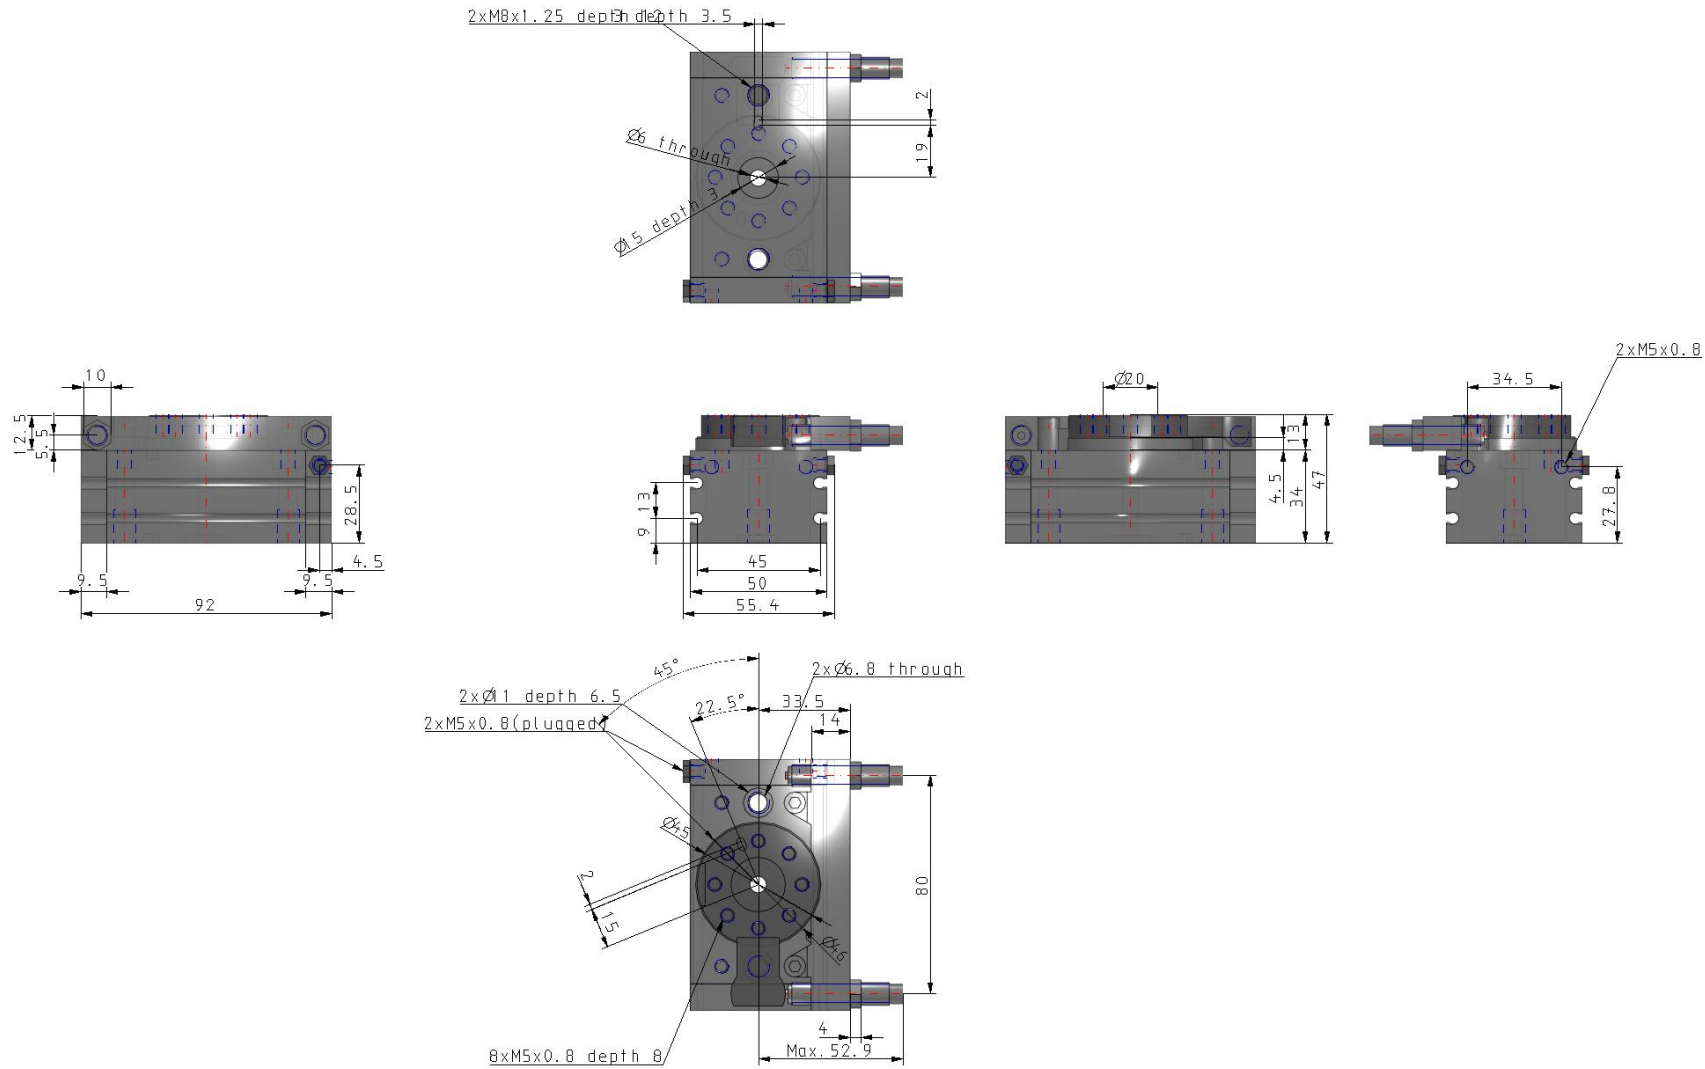 2xM8x1.25 depth 12
3 depth 3.5
2
19
Ø6 through
Ø15 depth 3
2xM5x0.8
10
12.5
5.5
28.5
4.5
9.5
9.5
92
13
9
45
50
55.4
Ø20
13
4.5
34
47
34.5
27.8
45°
2xØ6.8 through
2xØ11 depth 6.5
22.5°
33.5
2xM5x0.8(plugged)
14
Ø45
2
15
80
Ø46
4
8xM5x0.8 depth 8
Max.52.9